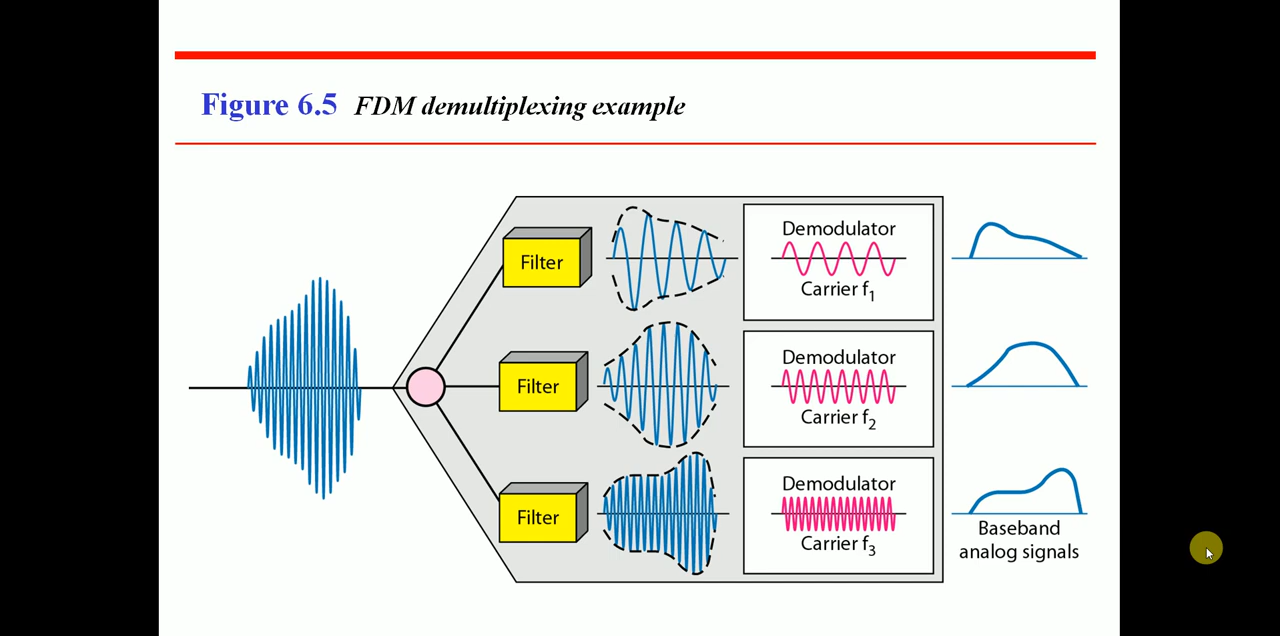 Figure 6.5 FDM demultiplexing example
Filter
Demodulator
Carrier f1
Filter
Demodulator
Carrier f2
Filter
Demodulator
Carrier f3
Baseband
analog signals